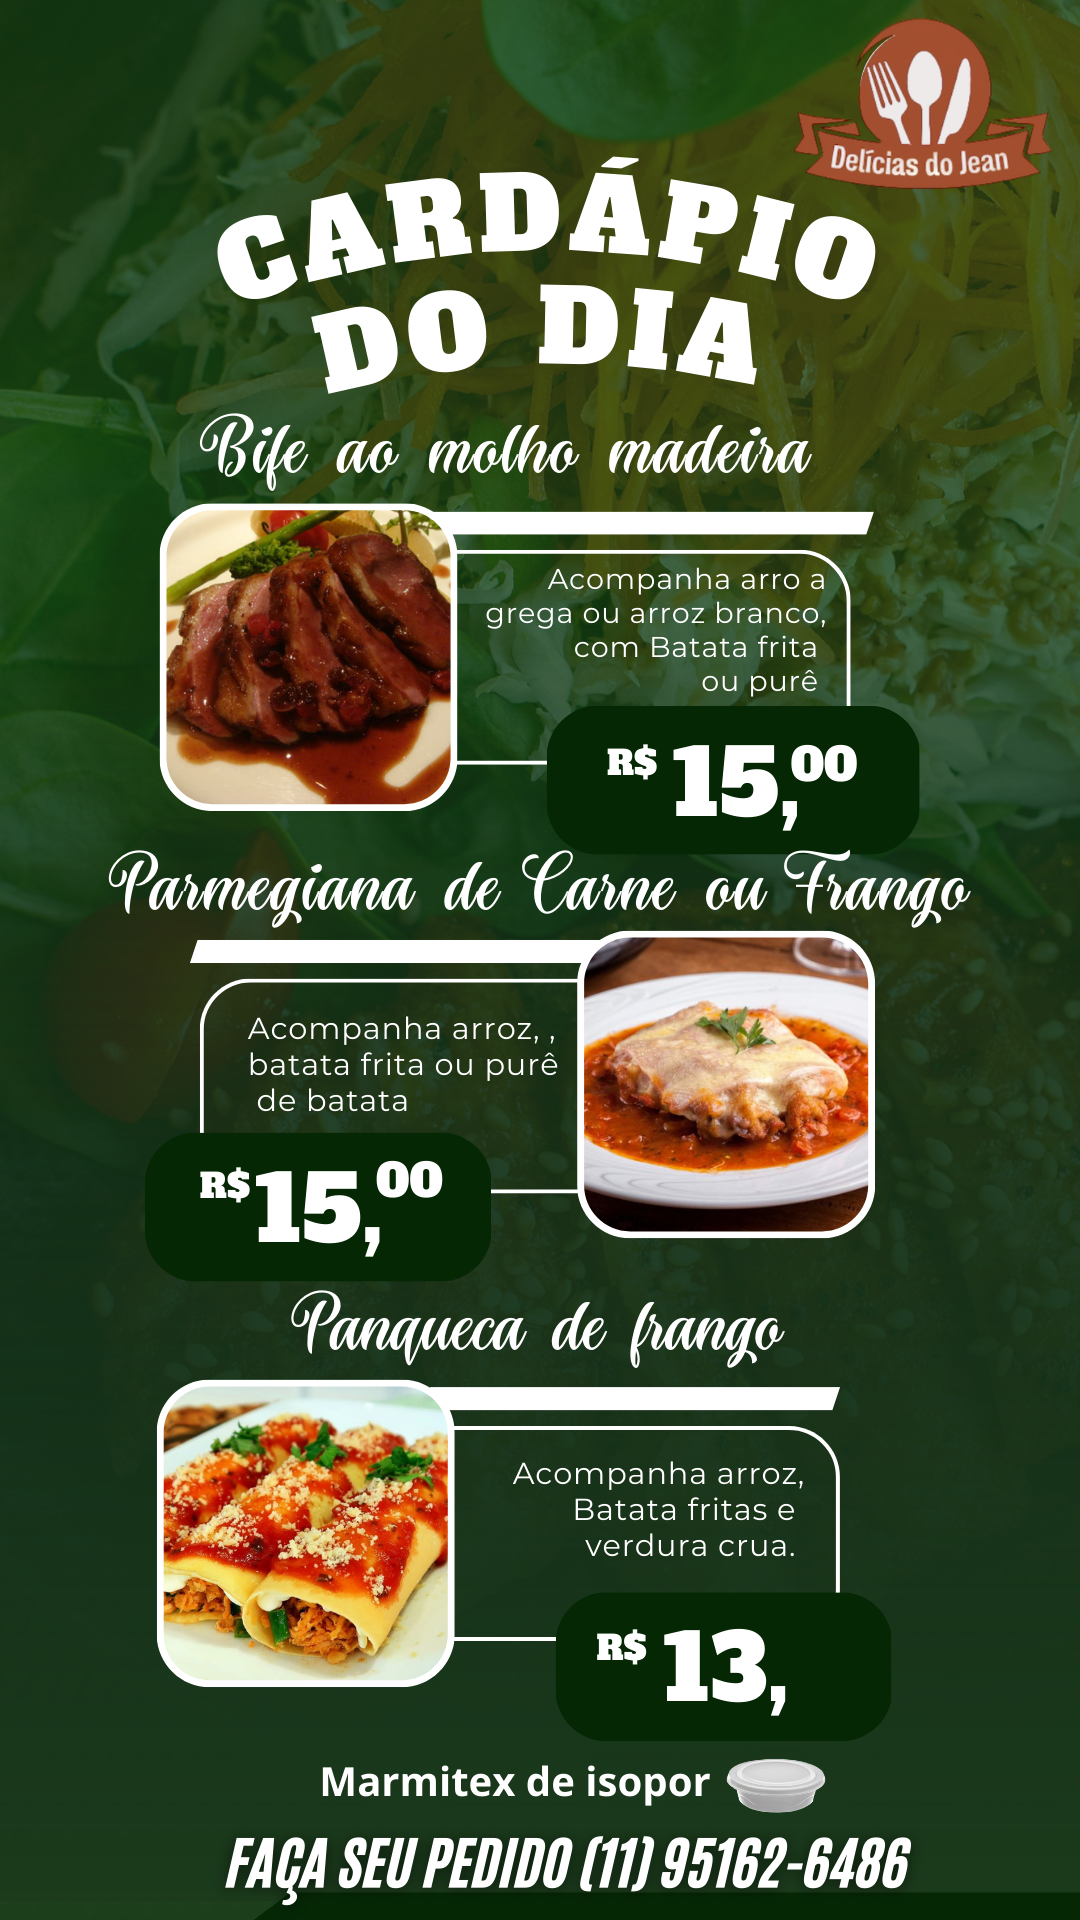 Delícias do Jean
CARDÁPIO
DO DIA
Bife ao molho madeira
Acompanha arro a
grega ou arroz branco,
com Batata frita
ou purê
R$ 15,00
Parmegiana de Carne ou Frango
Acompanha arroz, ,
batata frita ou purê
de batata
R$ 15,00
Panqueca de frango
Acompanha arroz,
Batata fritas e
verdura crua.
R$ 13,
Marmitex de isopor
FAÇA SEU PEDIDO (11) 95162-6486